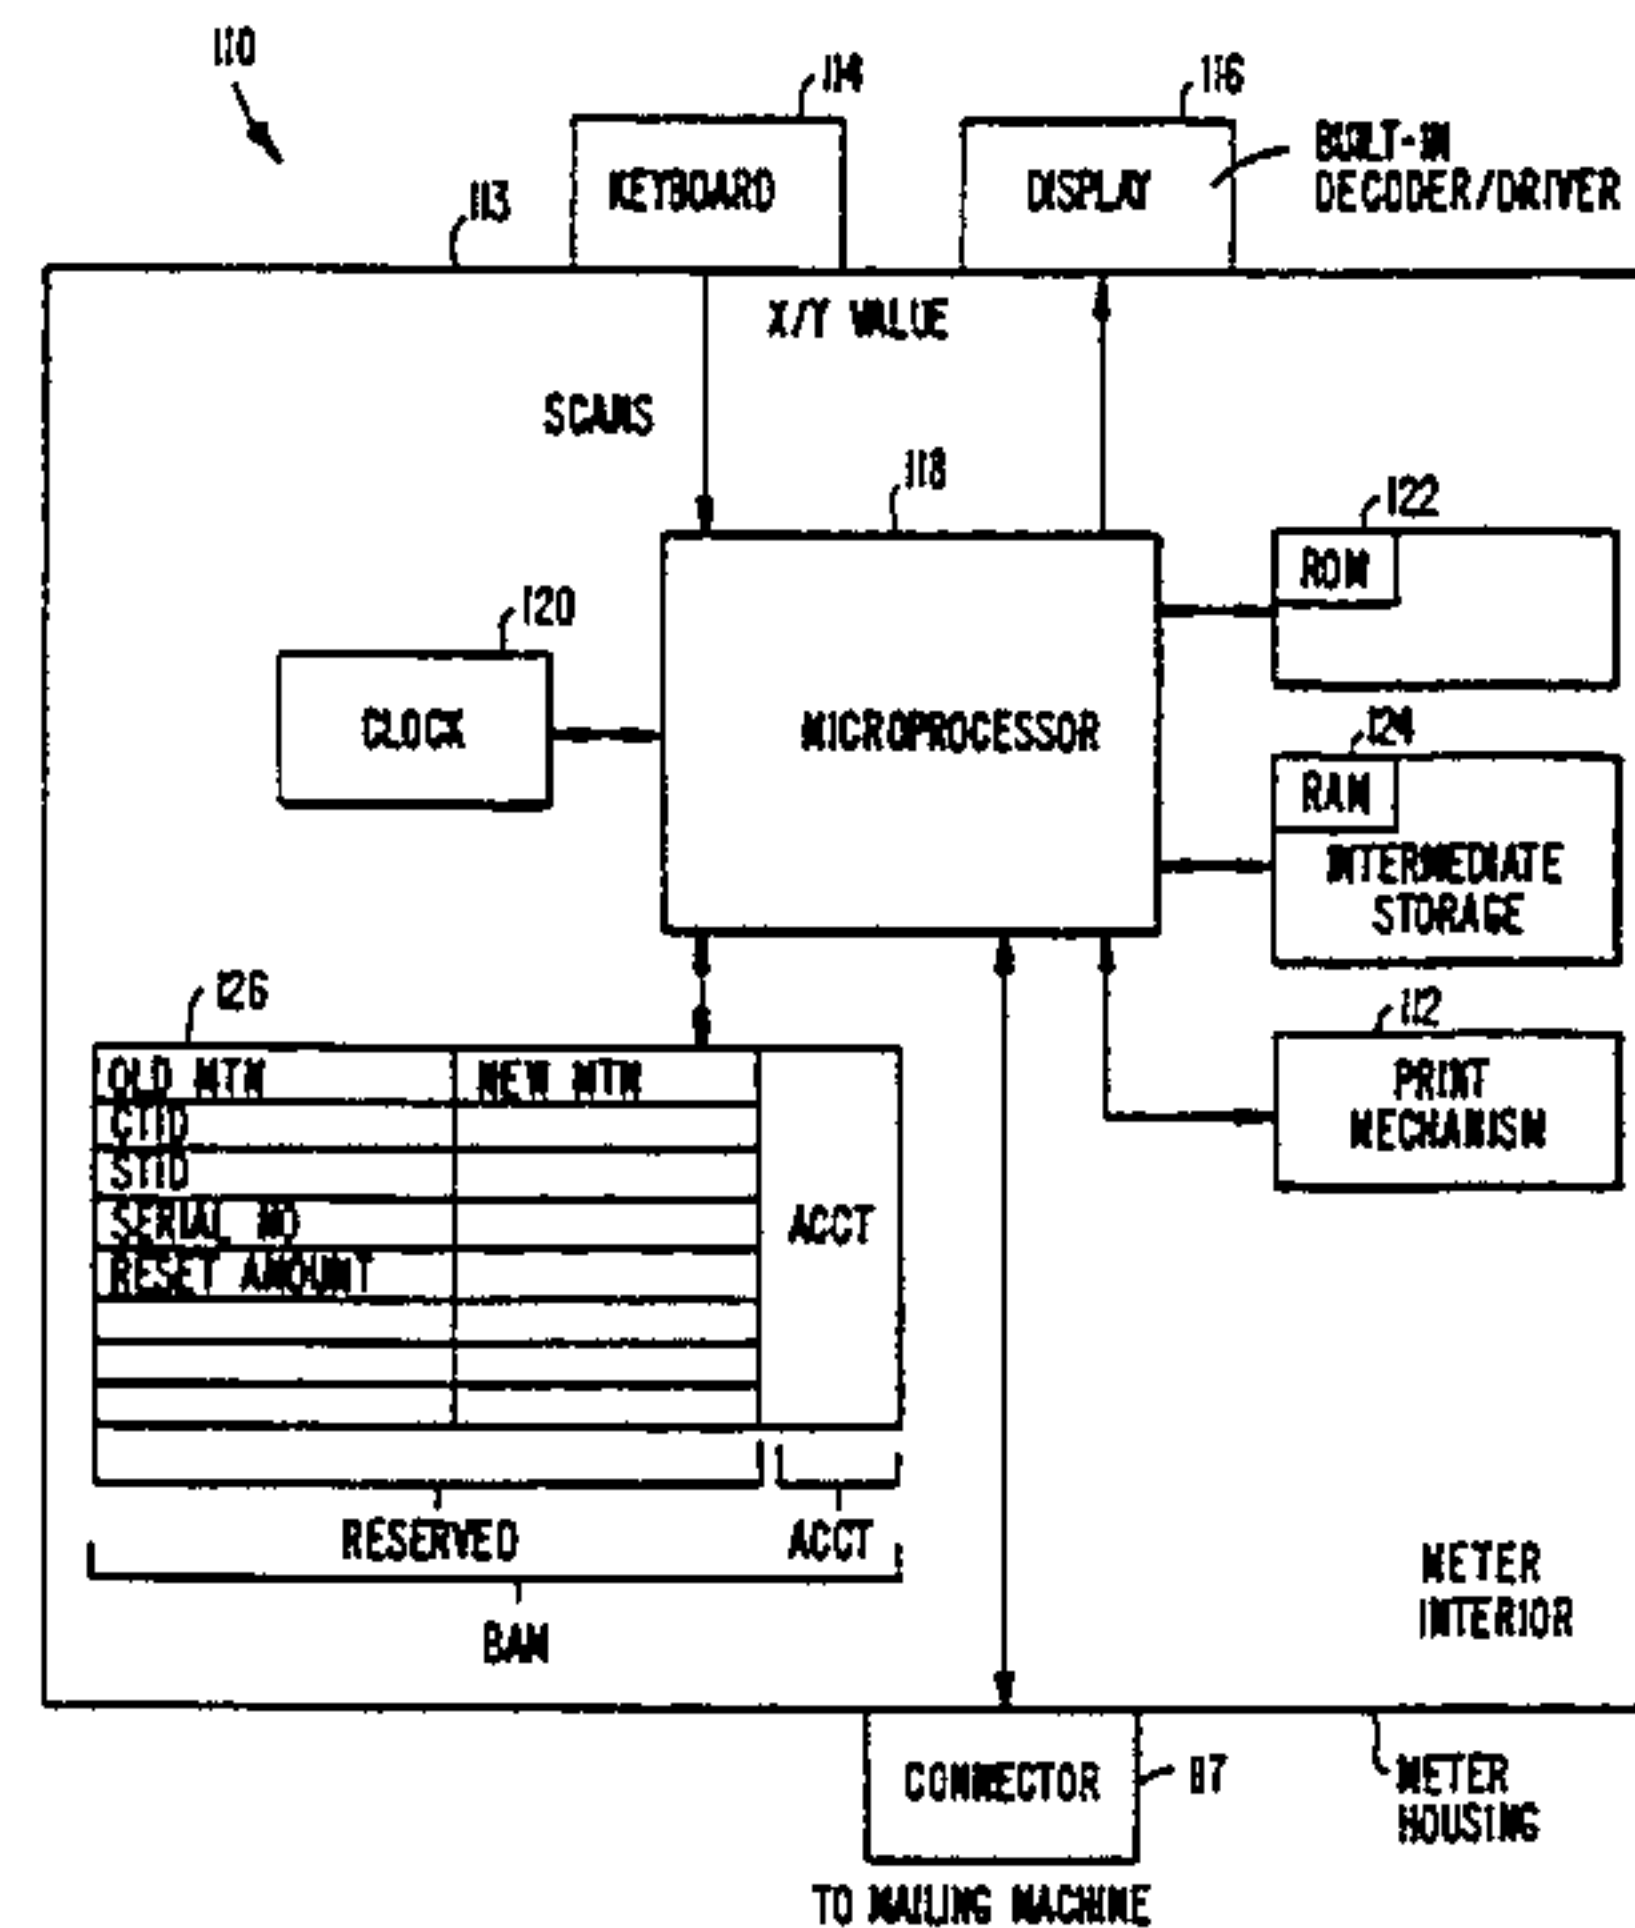 110
114
116
KEYBOARD
DISPLAY
BUILT-IN
DECODER/DRIVER
113
X/Y VALUE
SCANS
118
122
ROM
120
CLOCK
MICROPROCESSOR
124
RAM
INTERMEDIATE
STORAGE
126
112
OLD MTN
NEW MTN
PRINT
MECHANISM
CTID
STID
SERIAL NO
ACCT
RESET AMOUNT
RESERVED
ACCT
BAM
METER
INTERIOR
CONNECTOR
METER
HOUSING
TO MAILING MACHINE